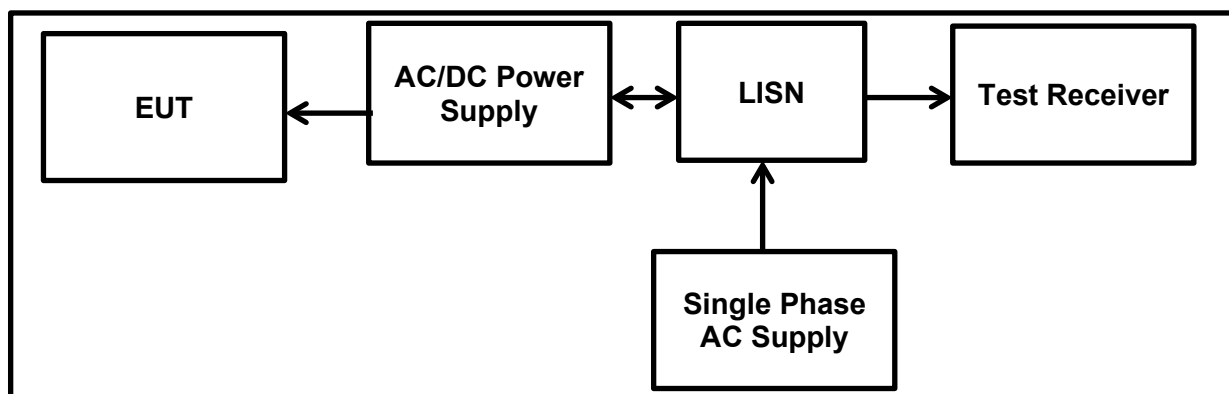 EUT
AC/DC Power
Supply
LISN
Test Receiver
Single Phase
AC Supply